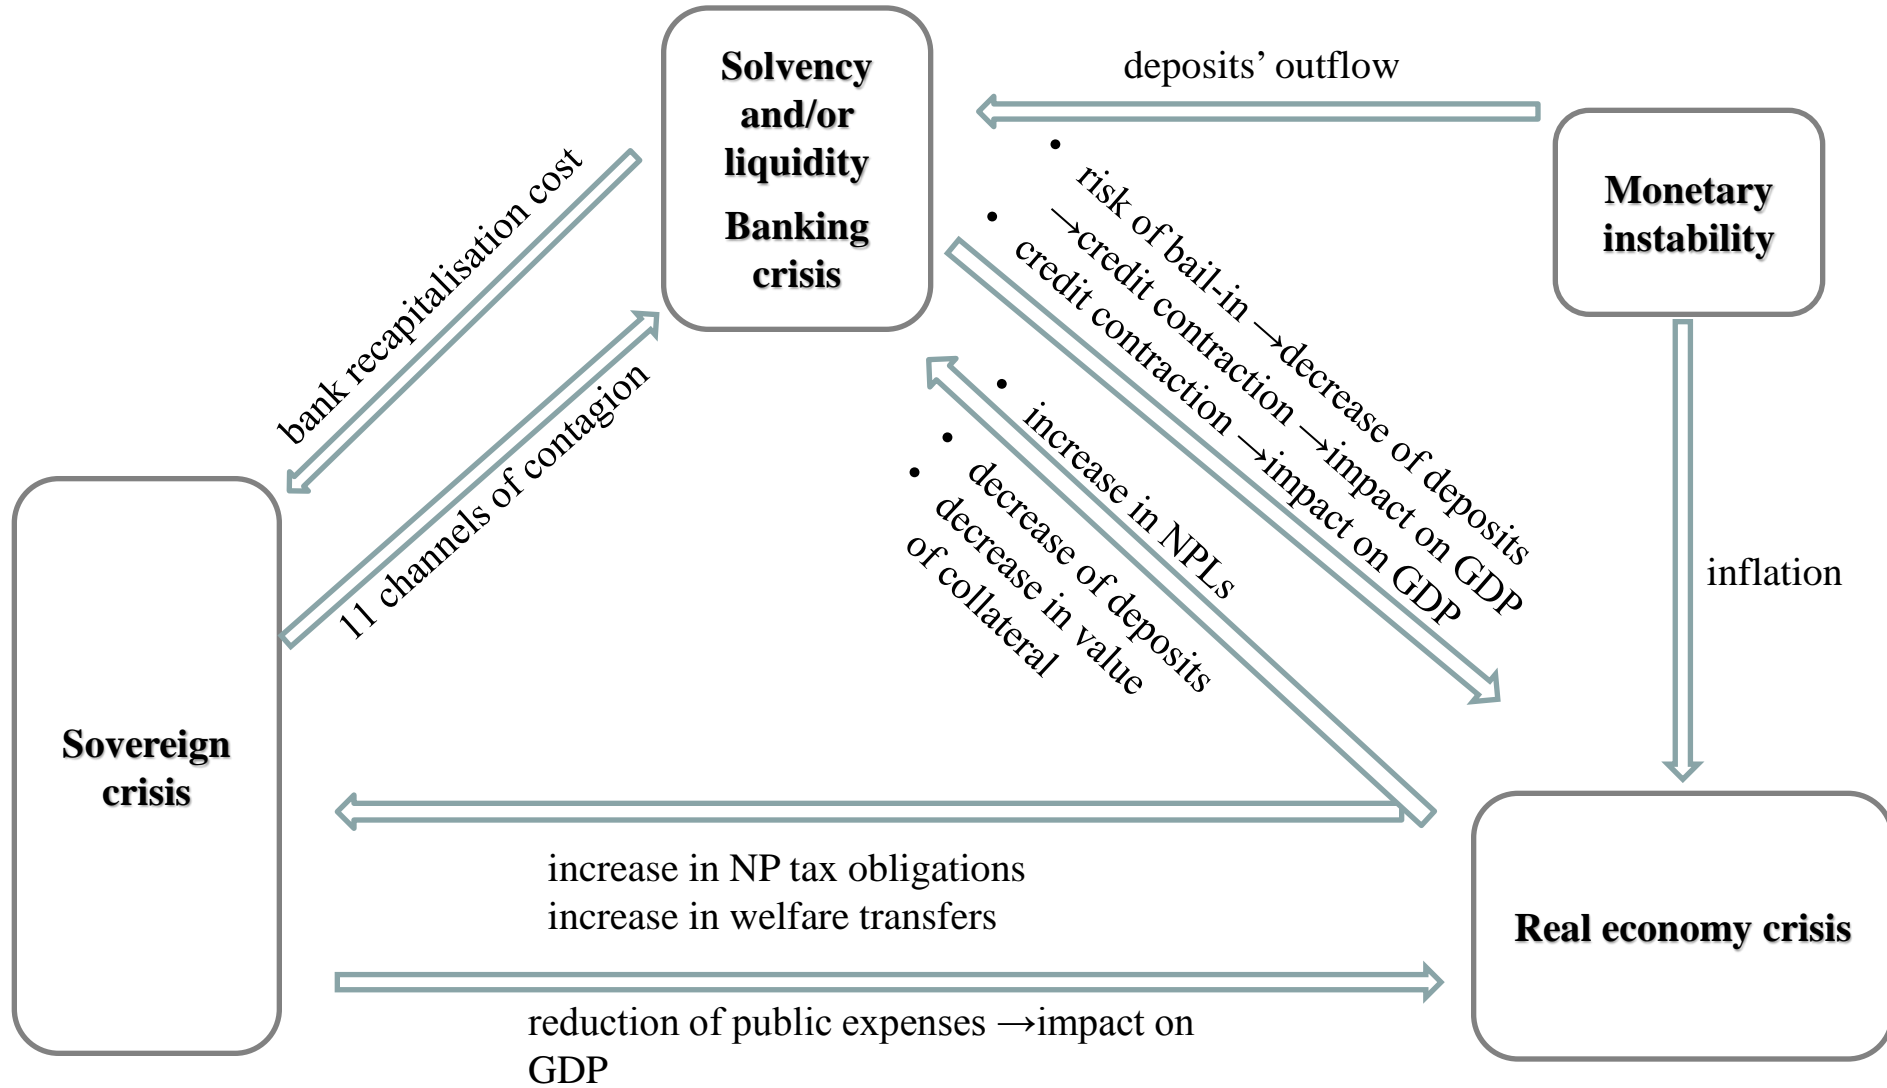 Solvency
and/or
liquidity
Banking
crisis
deposits’ outflow
Monetary
instability
bank recapitalisation cost
11 channels of contagion
• risk of bail-in →decrease of deposits
→credit contraction →impact on GDP
• credit contraction →impact on GDP
• increase in NPLs
• decrease of deposits
• decrease in value
of collateral
inflation
Sovereign
crisis
increase in NP tax obligations
increase in welfare transfers
Real economy crisis
reduction of public expenses →impact on
GDP